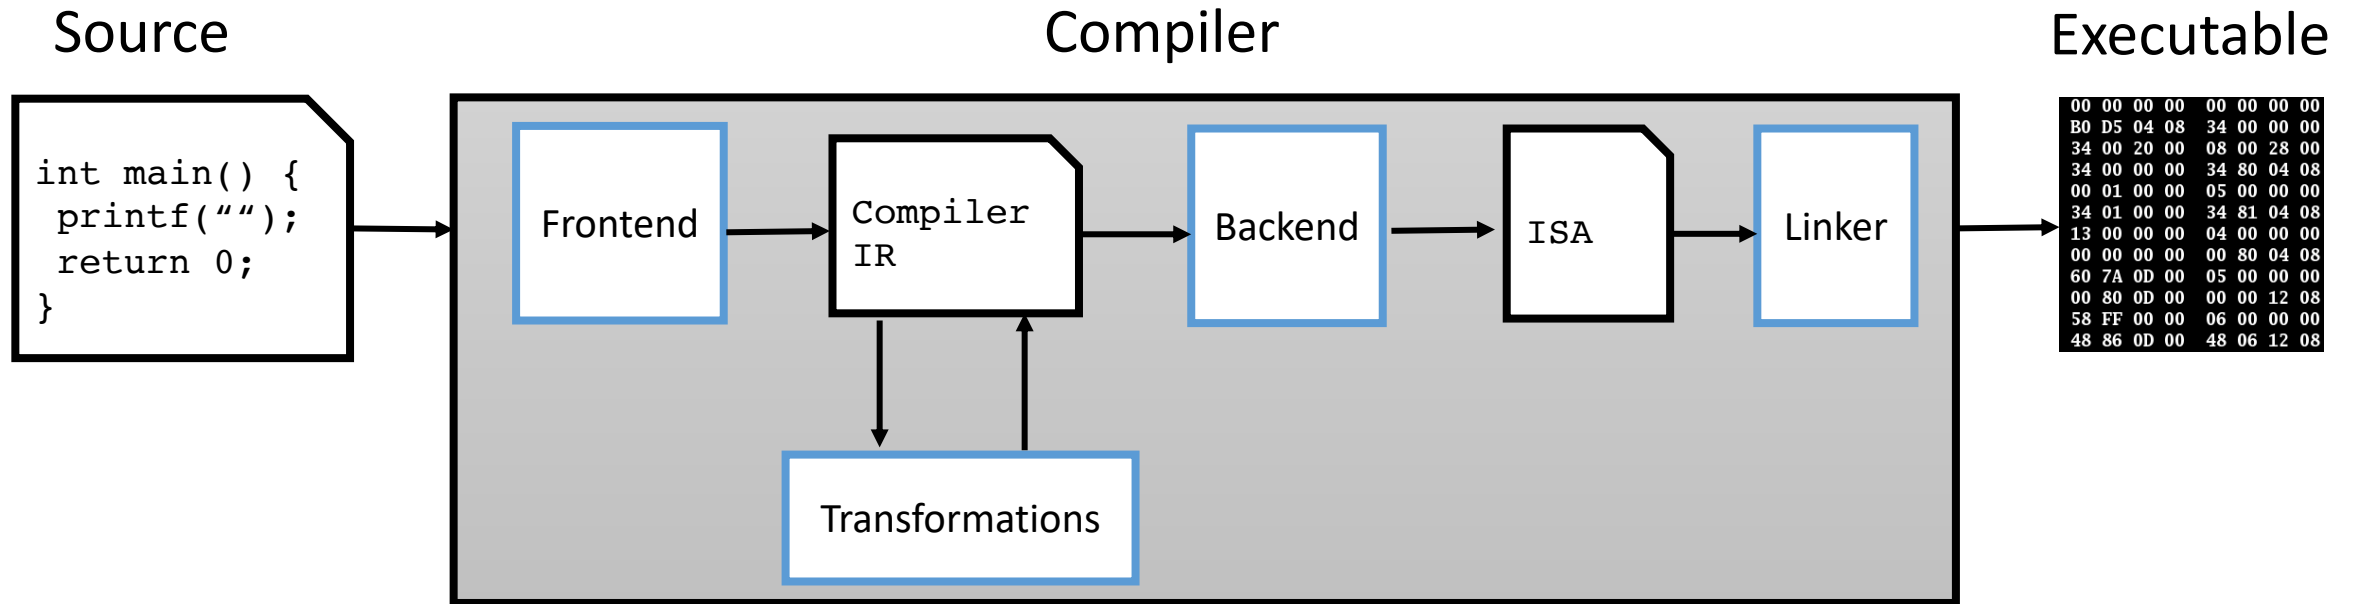 Source
Compiler
Executable
int main() {
printf(““);
return 0;
}
Frontend
Compiler
IR
Backend
ISA
Linker
Transformations
00 00 00 00 00 00 00 00
B0 D5 04 08 34 00 00 00
34 00 20 00 08 00 28 00
34 00 00 00 34 80 04 08
00 01 00 00 05 00 00 00
34 01 00 00 34 81 04 08
13 00 00 00 04 00 00 00
00 00 00 00 00 80 04 08
60 7A 0D 00 05 00 00 00
00 80 0D 00 00 00 12 08
58 FF 00 00 06 00 00 00
48 86 0D 00 48 06 12 08